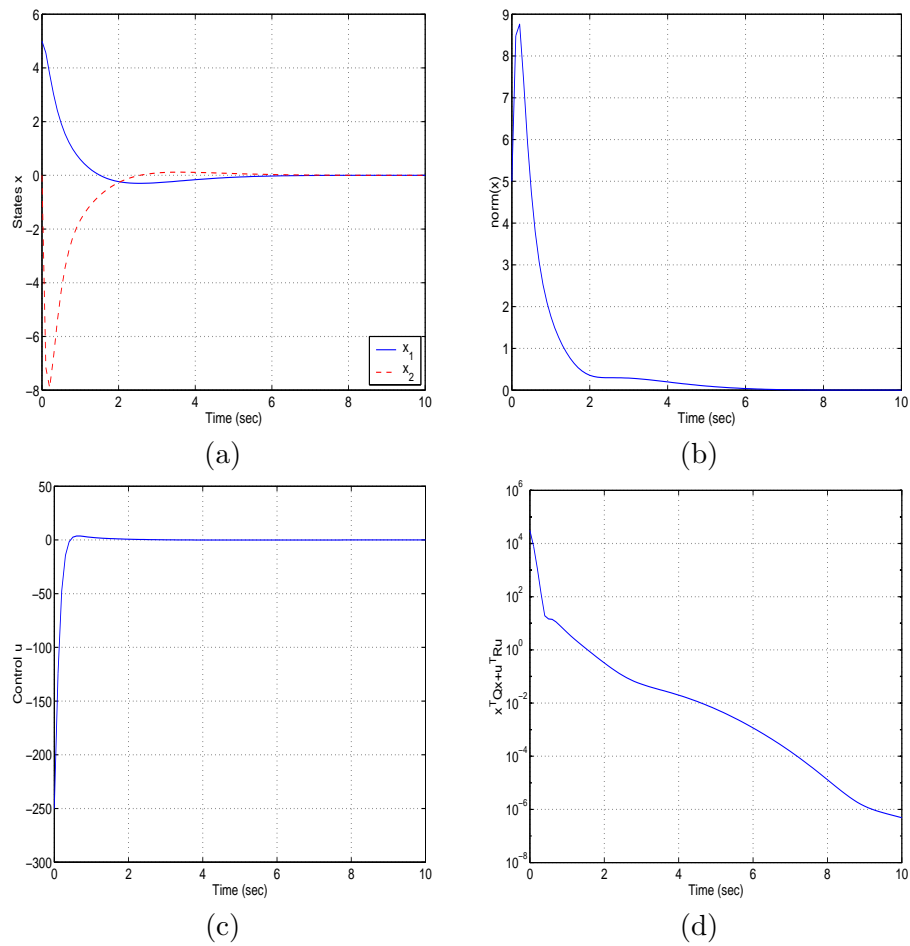 6
4
2
0
−2
−4
−6
−8
States x
0 2 4 6 8 10
Time (sec)
x1
x2
(a)
9
8
7
6
5
4
3
2
1
0
norm(x)
0 2 4 6 8 10
Time (sec)
(b)
50
0
−50
−100
−150
−200
−250
−300
Control u
0 2 4 6 8 10
Time (sec)
(c)
10^6
10^4
10^2
10^0
10^−2
10^−4
10^−6
10^−8
x^TQx+u^TRu
0 2 4 6 8 10
Time (sec)
(d)